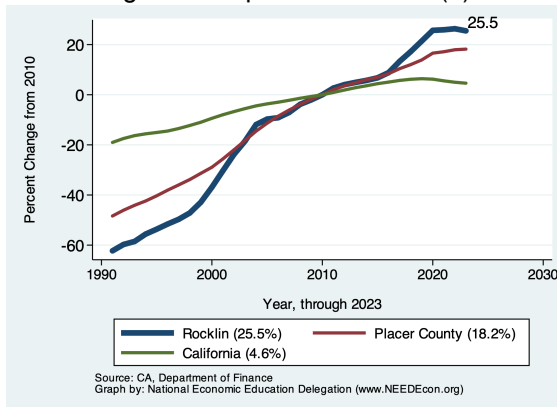 25.5
Percent Change from 2010
20
0
-20
-40
-60
1990
2000
2010
2020
2030
Year, through 2023
Rocklin (25.5%)
Placer County (18.2%)
California (4.6%)
Source: CA, Department of Finance
Graph by: National Economic Education Delegation (www.NEEDEcon.org)